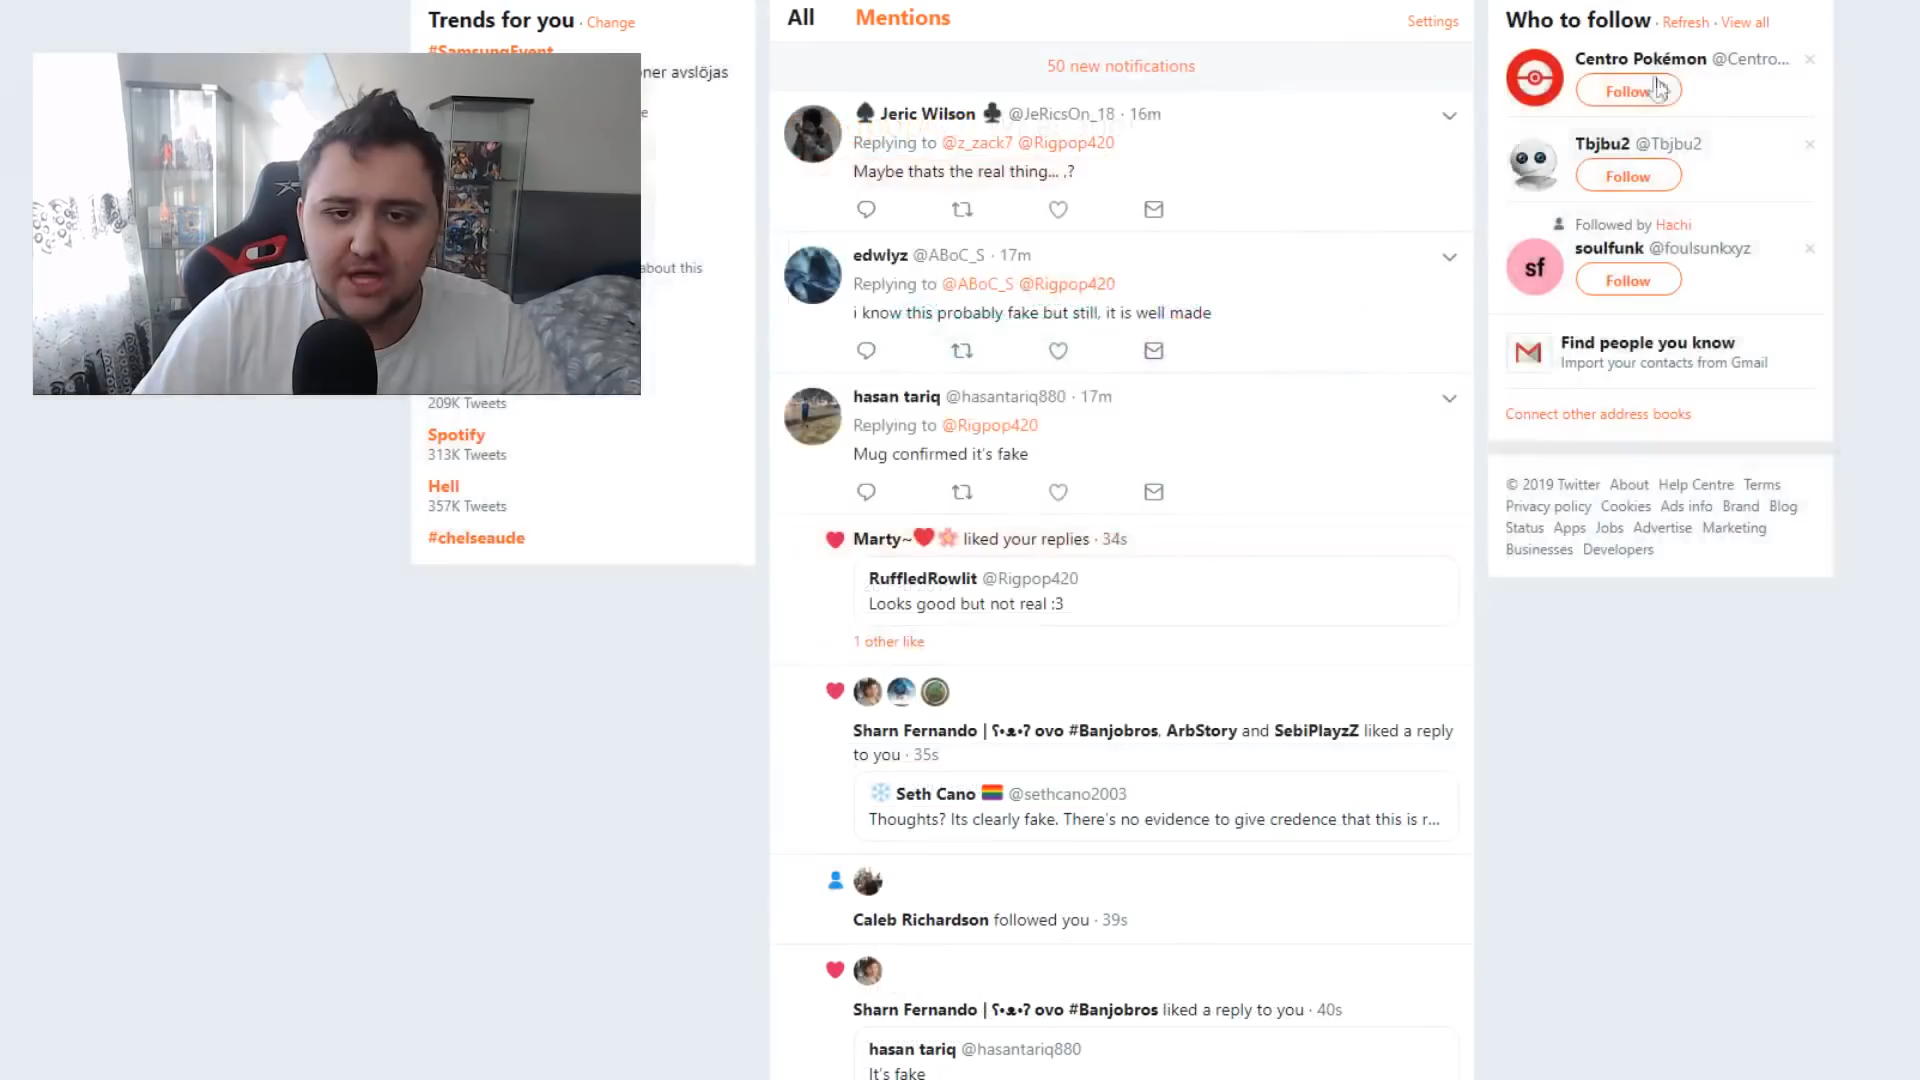 Trends for you · Change
#SamsungEvent
ner avslöjas
e
about this
209K Tweets
Spotify
313K Tweets
Hell
357K Tweets
#chelseaude
All Mentions Settings
50 new notifications
♠ Jeric Wilson ♣ @JeRicsOn_18 · 16m
Replying to @z_zack7 @Rigpop420
Maybe thats the real thing... ,?
edwlyz @ABoC_S · 17m
Replying to @ABoC_S @Rigpop420
i know this probably fake but still, it is well made
hasan tariq @hasantariq880 · 17m
Replying to @Rigpop420
Mug confirmed it's fake
Marty~❤️🌸 liked your replies · 34s
RuffledRowlit @Rigpop420
Looks good but not real :3
1 other like
Sharn Fernando | ʕ•ᴥ•ʔ ovo #Banjobros, ArbStory and SebiPlayzZ liked a reply
to you · 35s
❄️ Seth Cano 🏳️‍🌈 @sethcano2003
Thoughts? Its clearly fake. There's no evidence to give credence that this is r...
Caleb Richardson followed you · 39s
Sharn Fernando | ʕ•ᴥ•ʔ ovo #Banjobros liked a reply to you · 40s
hasan tariq @hasantariq880
It's fake
Who to follow · Refresh · View all
Centro Pokémon @Centro...
Follow
Tbjbu2 @Tbjbu2
Follow
Followed by Hachi
sf
soulfunk @foulsunkxyz
Follow
Find people you know
Import your contacts from Gmail
Connect other address books
© 2019 Twitter About Help Centre Terms
Privacy policy Cookies Ads info Brand Blog
Status Apps Jobs Advertise Marketing
Businesses Developers